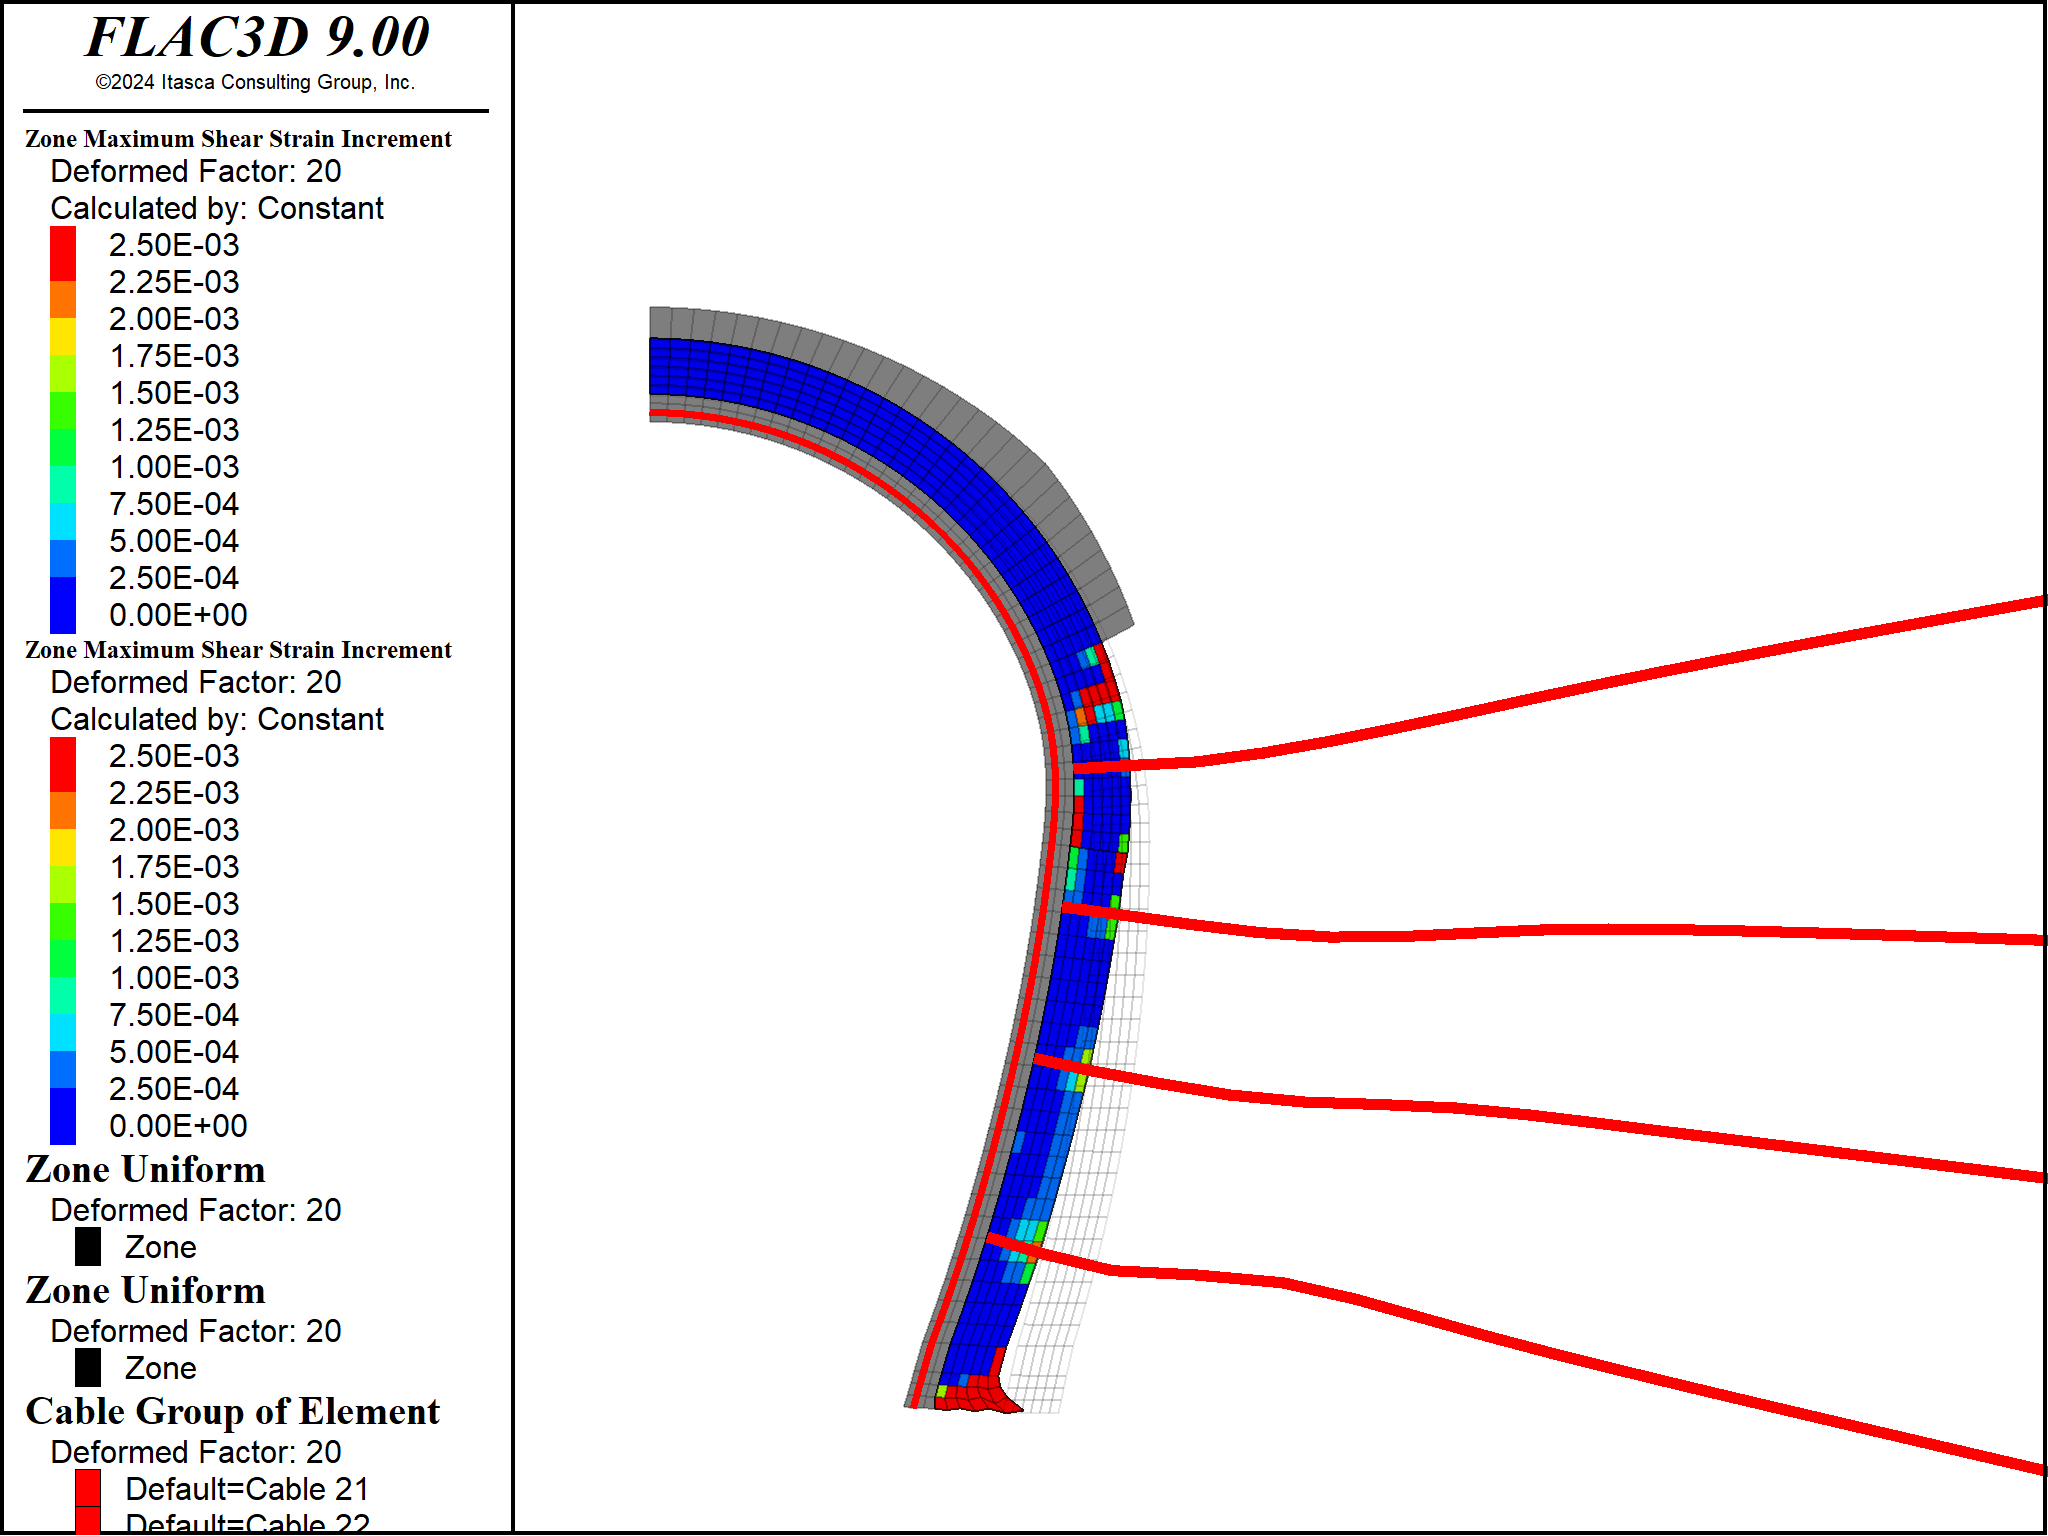 FLAC3D 9.00
©2024 Itasca Consulting Group, Inc.
Zone Maximum Shear Strain Increment
Deformed Factor: 20
Calculated by: Constant
2.50E-03
2.25E-03
2.00E-03
1.75E-03
1.50E-03
1.25E-03
1.00E-03
7.50E-04
5.00E-04
2.50E-04
0.00E+00
Zone Maximum Shear Strain Increment
Deformed Factor: 20
Calculated by: Constant
2.50E-03
2.25E-03
2.00E-03
1.75E-03
1.50E-03
1.25E-03
1.00E-03
7.50E-04
5.00E-04
2.50E-04
0.00E+00
Zone Uniform
Deformed Factor: 20
Zone
Zone Uniform
Deformed Factor: 20
Zone
Cable Group of Element
Deformed Factor: 20
Default=Cable 21
Default=Cable 22